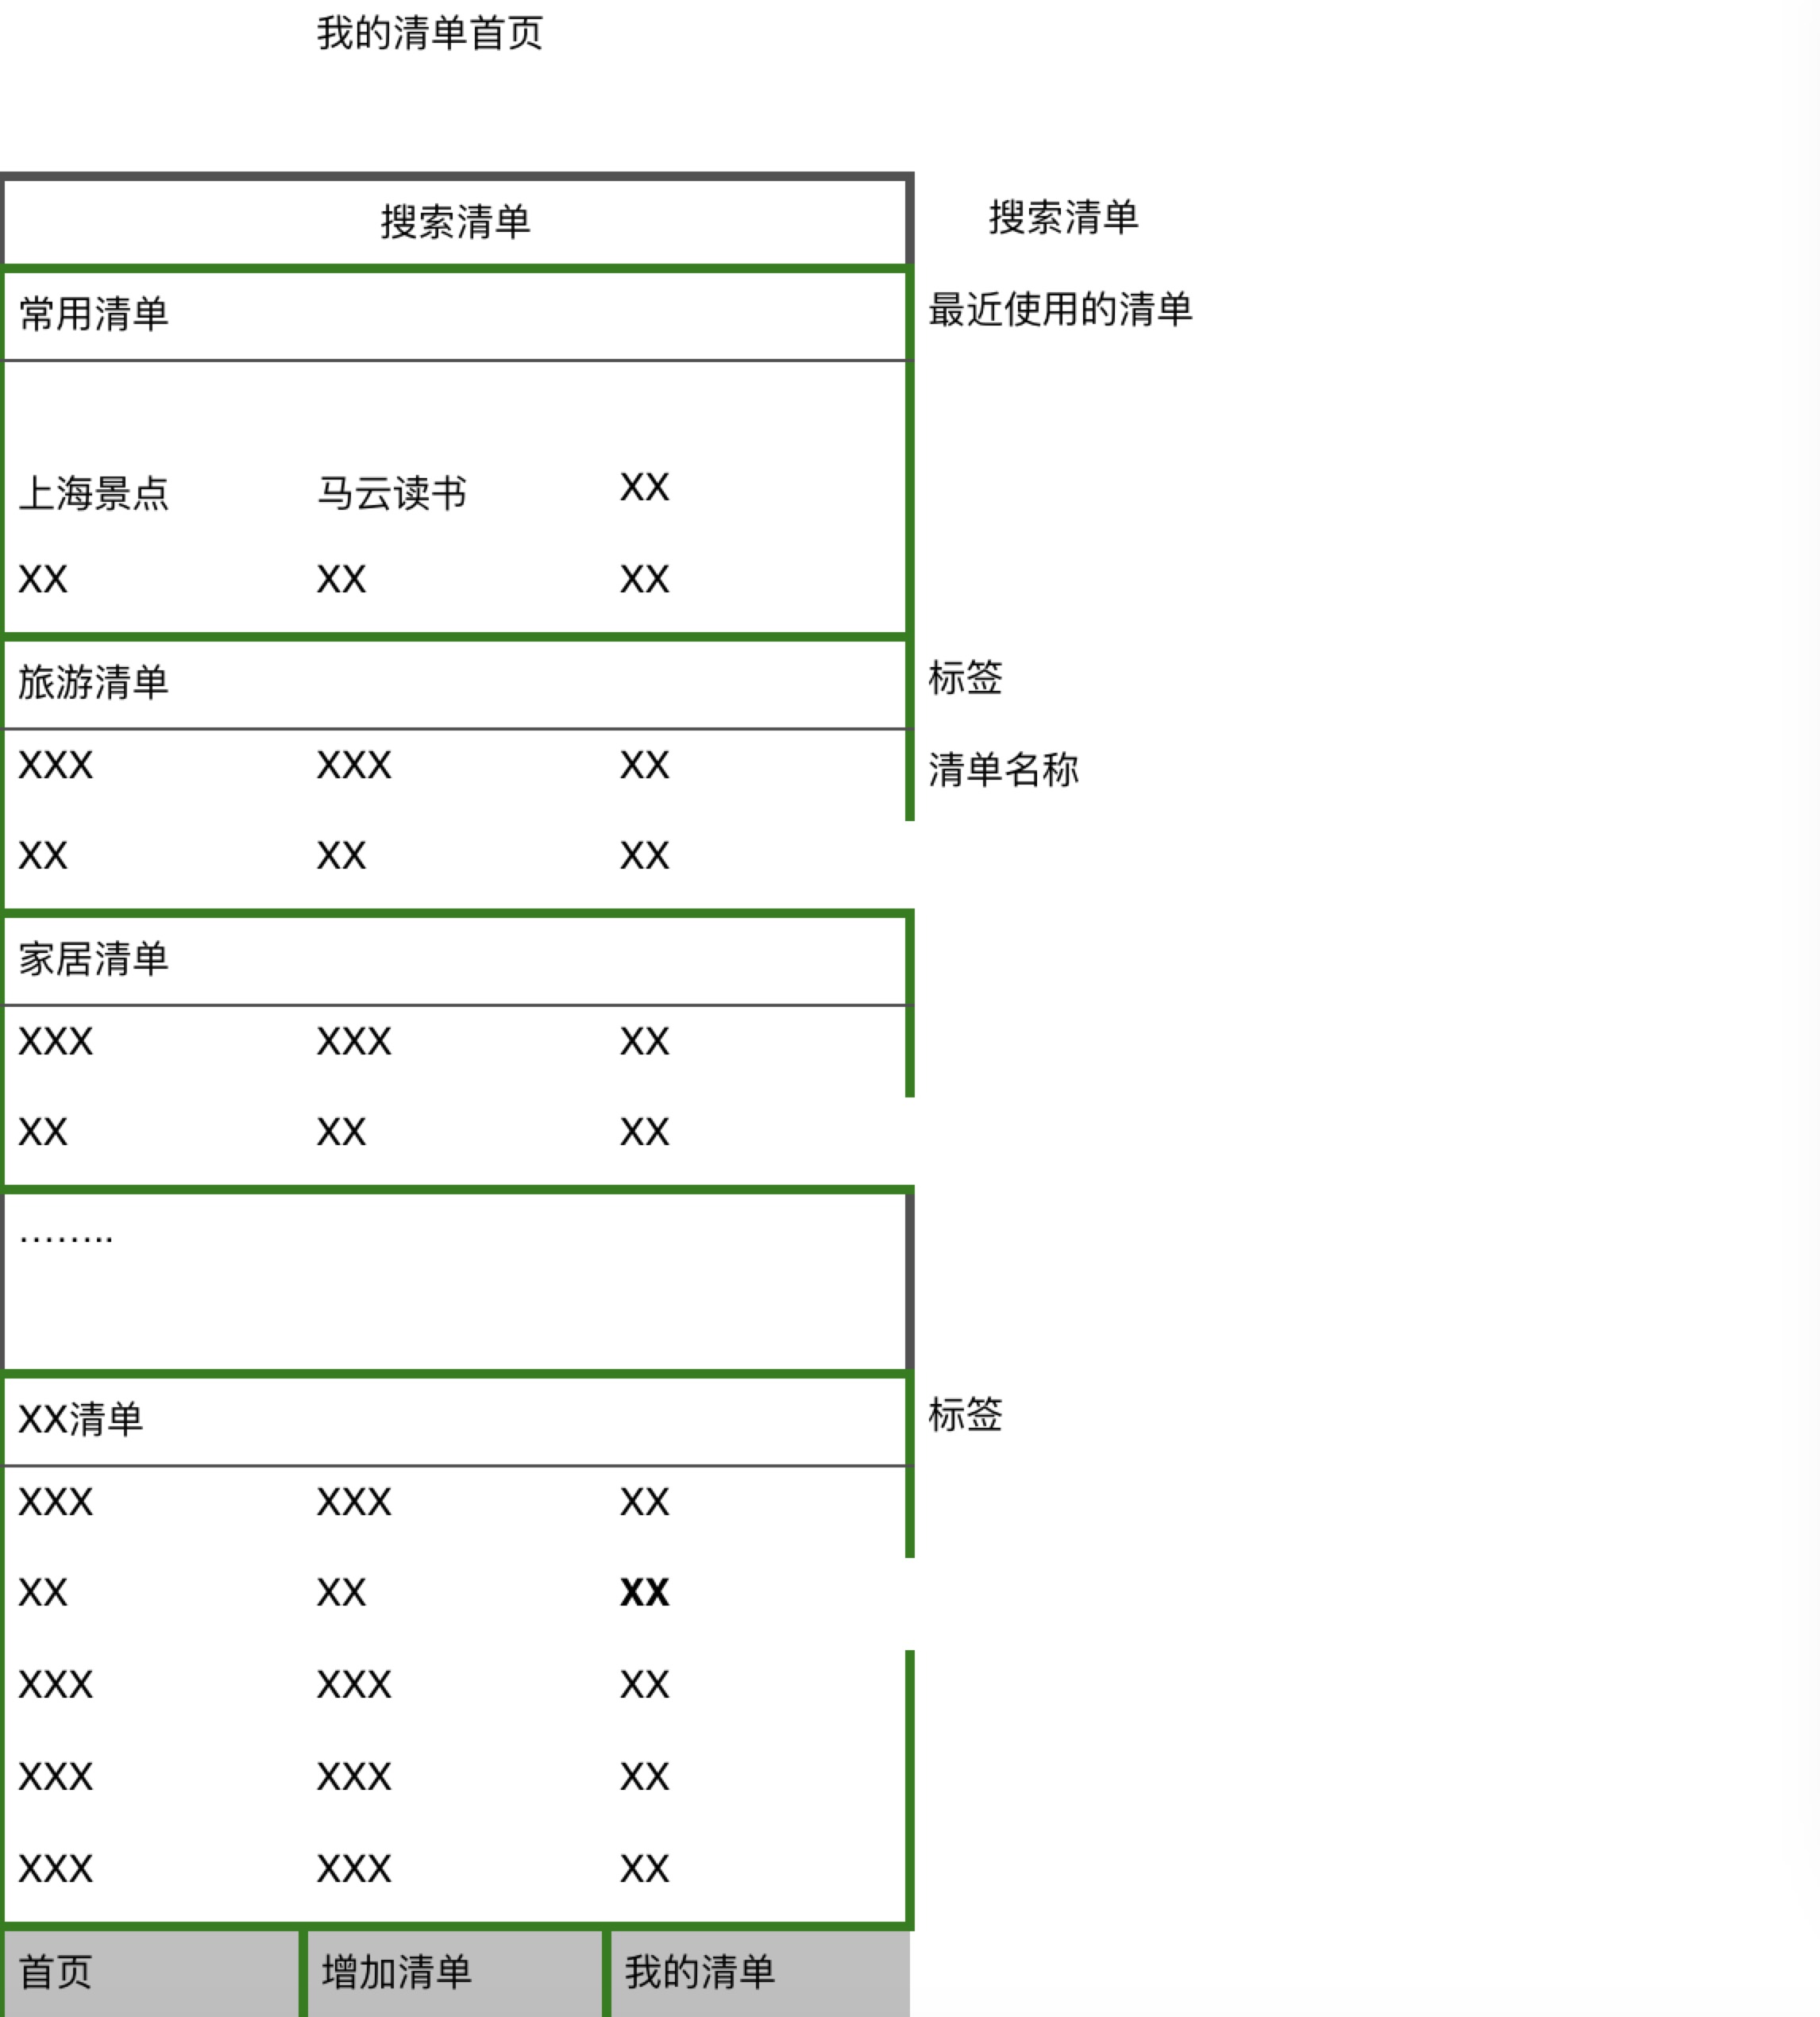 我的清单首页
搜索清单 搜索清单
常用清单 最近使用的清单
上海景点 马云读书 XX
XX XX XX
旅游清单 标签
XXX XXX XX 清单名称
XX XX XX
家居清单
XXX XXX XX
XX XX XX
……..
XX清单 标签
XXX XXX XX
XX XX XX
XXX XXX XX
XXX XXX XX
XXX XXX XX
首页 增加清单 我的清单